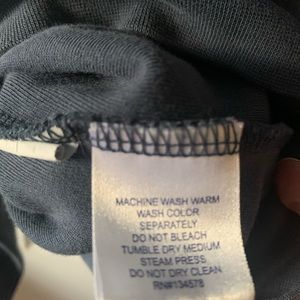 MACHINE WASH WARM
WASH COLOR
SEPARATELY
DO NOT BLEACH
TUMBLE DRY MEDIUM
STEAM PRESS
DO NOT DRY CLEAN
RN#134578